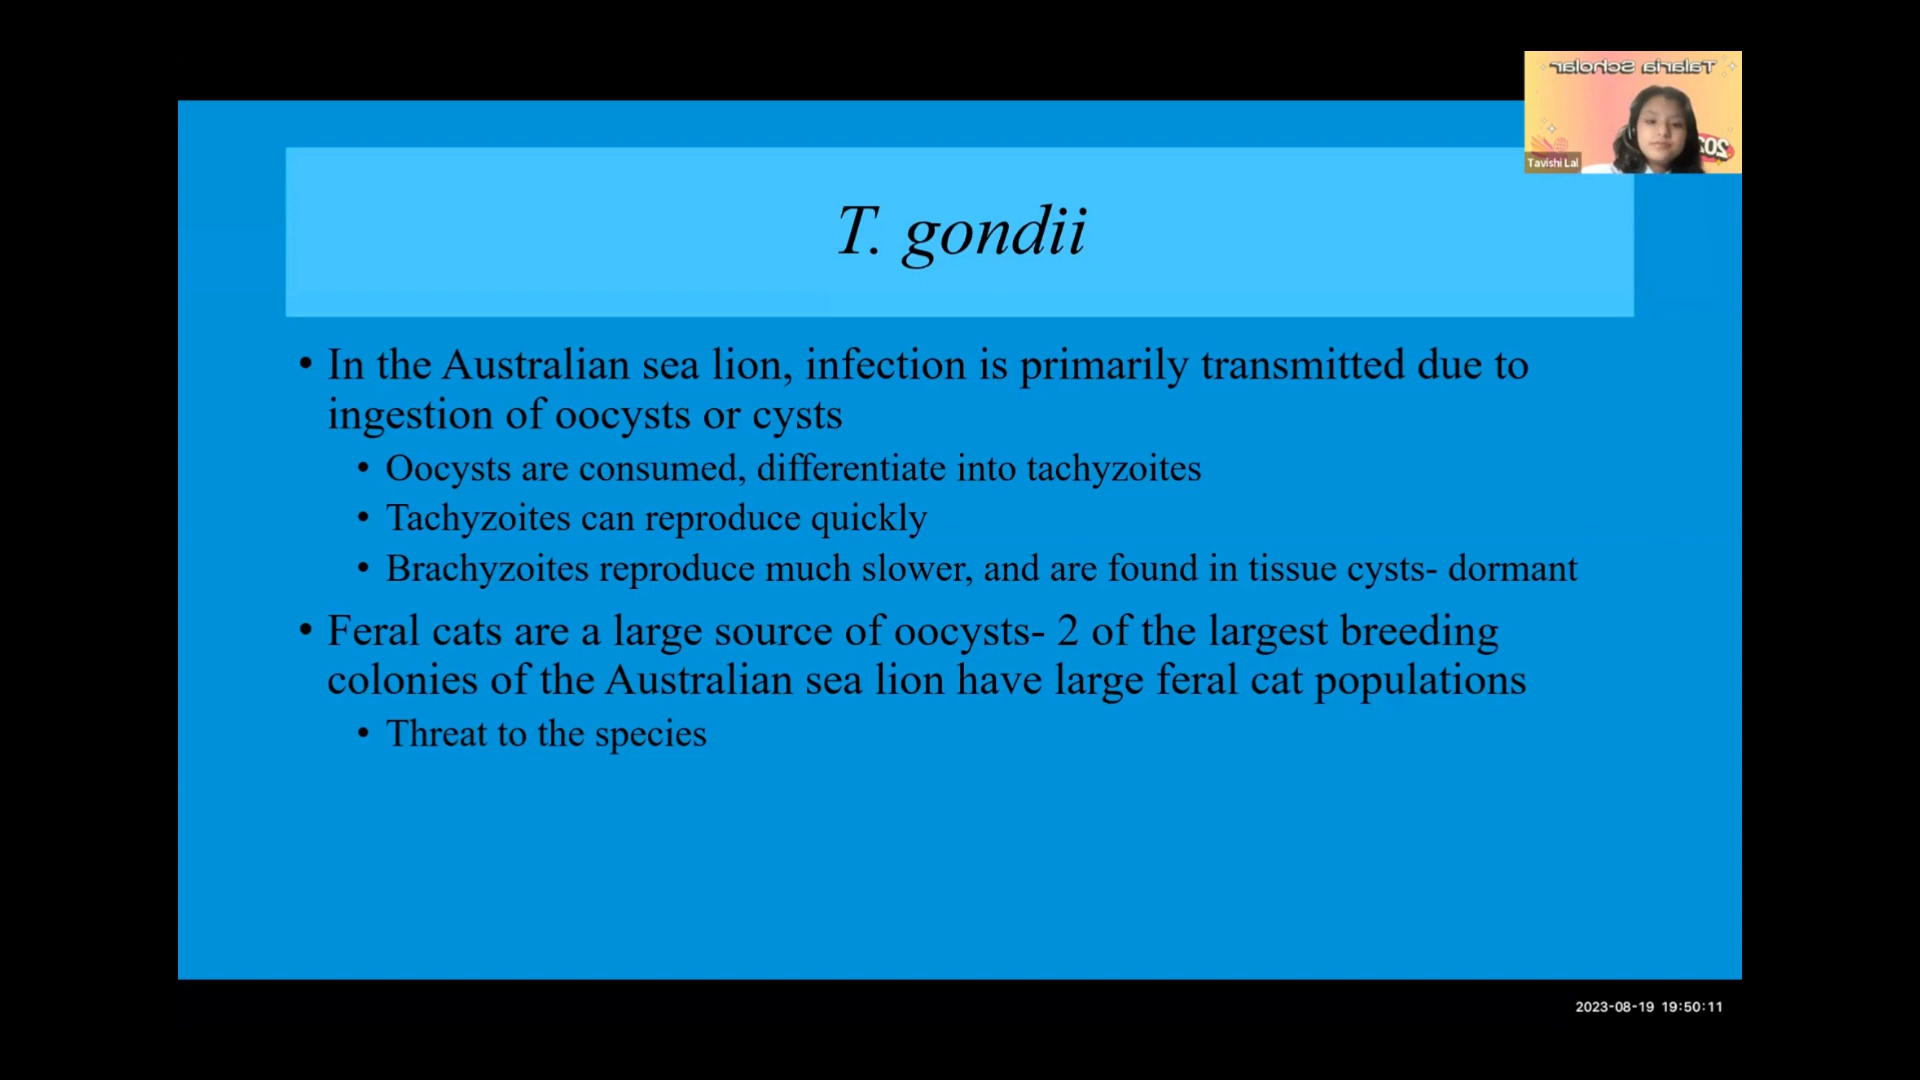 Talaria Scholar
202
Tavishi Lal
T. gondii
• In the Australian sea lion, infection is primarily transmitted due to
ingestion of oocysts or cysts
• Oocysts are consumed, differentiate into tachyzoites
• Tachyzoites can reproduce quickly
• Brachyzoites reproduce much slower, and are found in tissue cysts- dormant
• Feral cats are a large source of oocysts- 2 of the largest breeding
colonies of the Australian sea lion have large feral cat populations
• Threat to the species
2023-08-19 19:50:11